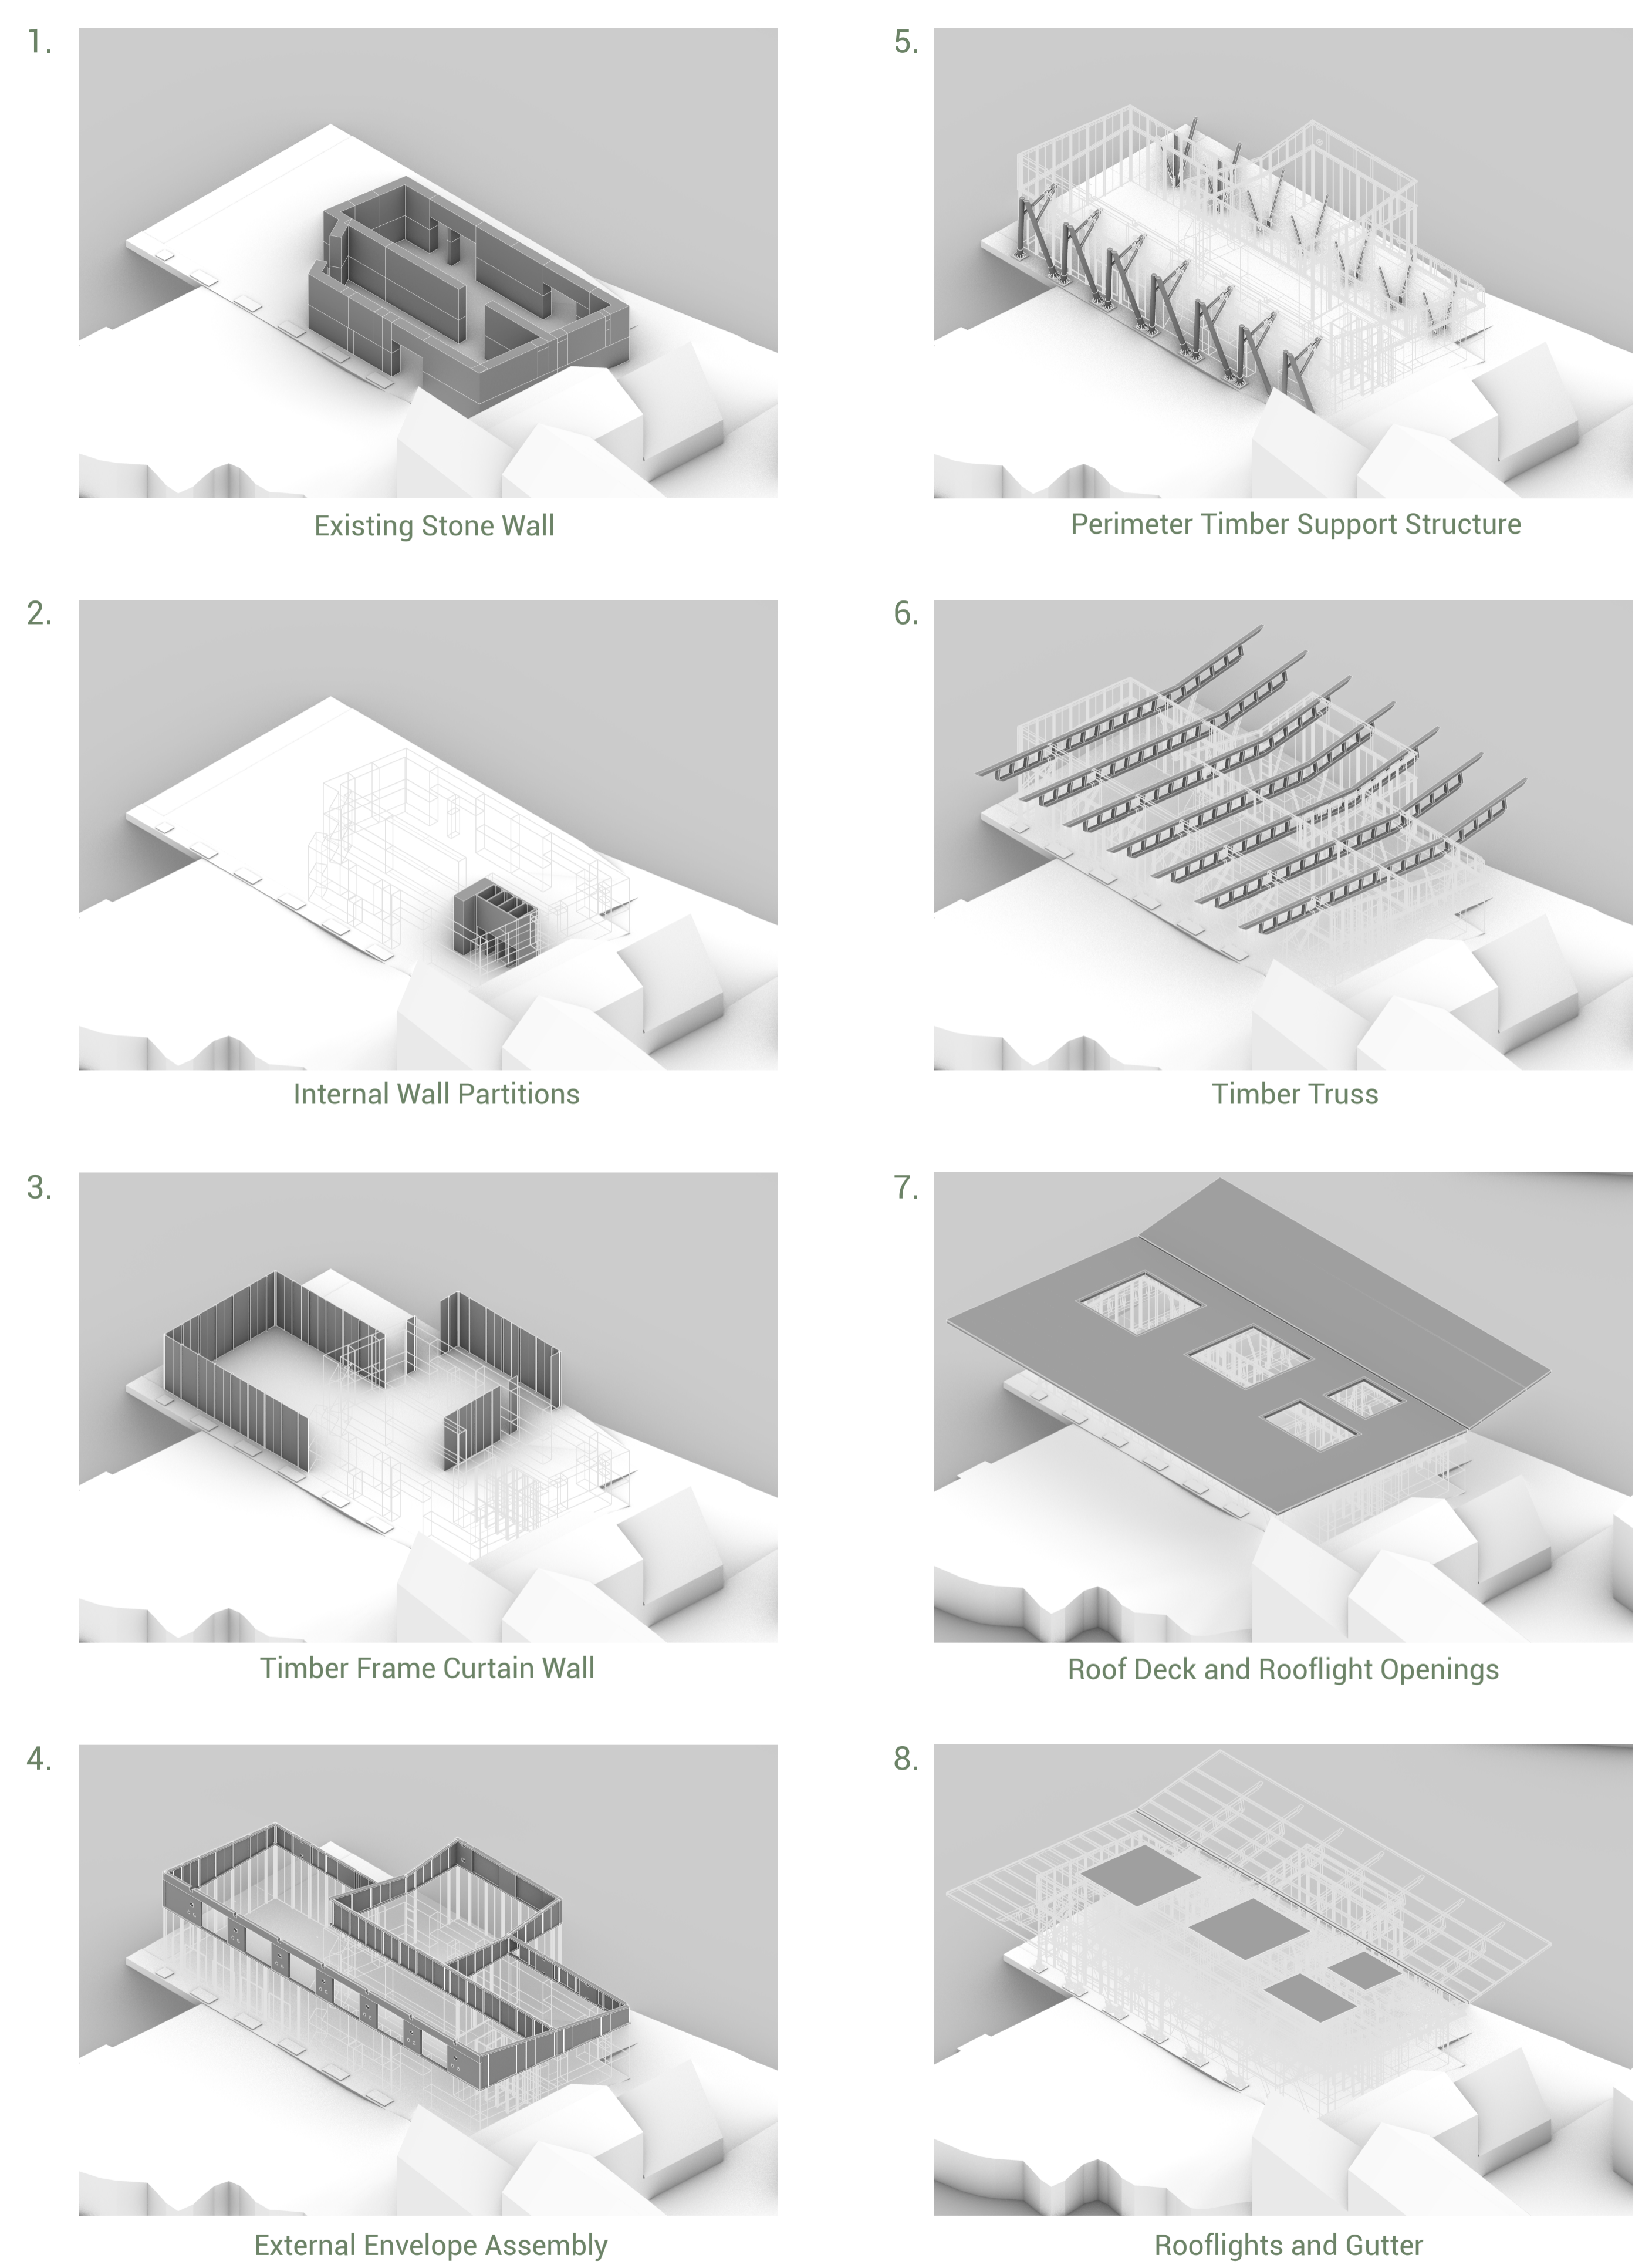 1.
Existing Stone Wall
2.
Internal Wall Partitions
3.
Timber Frame Curtain Wall
4.
External Envelope Assembly
5.
Perimeter Timber Support Structure
6.
Timber Truss
7.
Roof Deck and Rooflight Openings
8.
Rooflights and Gutter